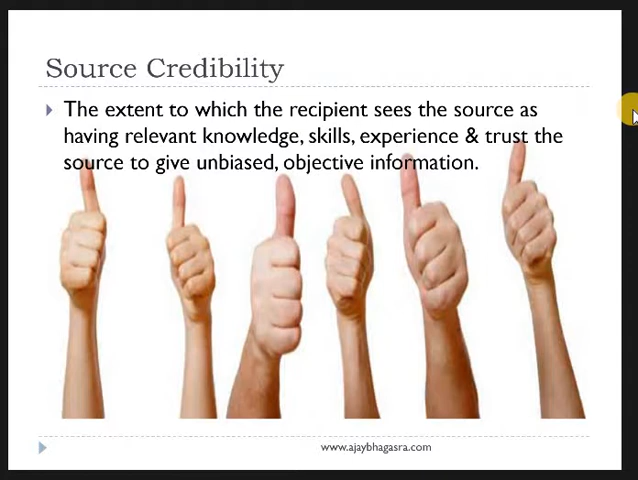 Source Credibility
The extent to which the recipient sees the source as
having relevant knowledge, skills, experience & trust the
source to give unbiased, objective information.
www.ajaybhagasra.com